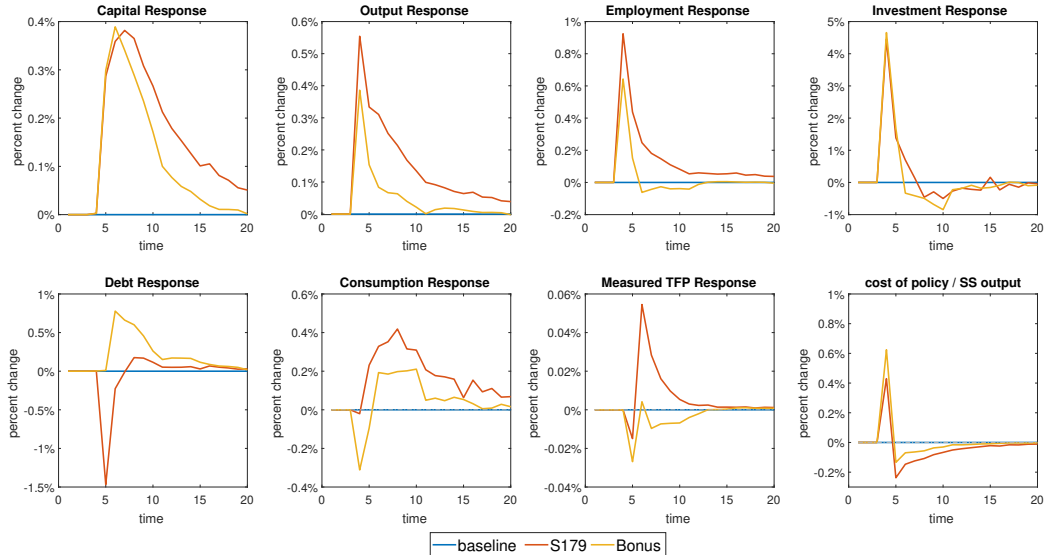 Capital Response
0.4%
0.3%
0.2%
0.1%
0%
percent change
0 5 10 15 20
time
Output Response
0.7%
0.6%
0.5%
0.4%
0.3%
0.2%
0.1%
0%
percent change
0 5 10 15 20
time
Employment Response
1%
0.8%
0.6%
0.4%
0.2%
0%
-0.2%
percent change
0 5 10 15 20
time
Investment Response
5%
4%
3%
2%
1%
0%
-1%
percent change
0 5 10 15 20
time
Debt Response
1%
0.5%
0%
-0.5%
-1%
-1.5%
percent change
0 5 10 15 20
time
Consumption Response
0.6%
0.4%
0.2%
0%
-0.2%
-0.4%
percent change
0 5 10 15 20
time
Measured TFP Response
0.06%
0.04%
0.02%
0%
-0.02%
-0.04%
percent change
0 5 10 15 20
time
cost of policy / SS output
1%
0.8%
0.6%
0.4%
0.2%
0%
-0.2%
percent change
0 5 10 15 20
time
baseline S179 Bonus